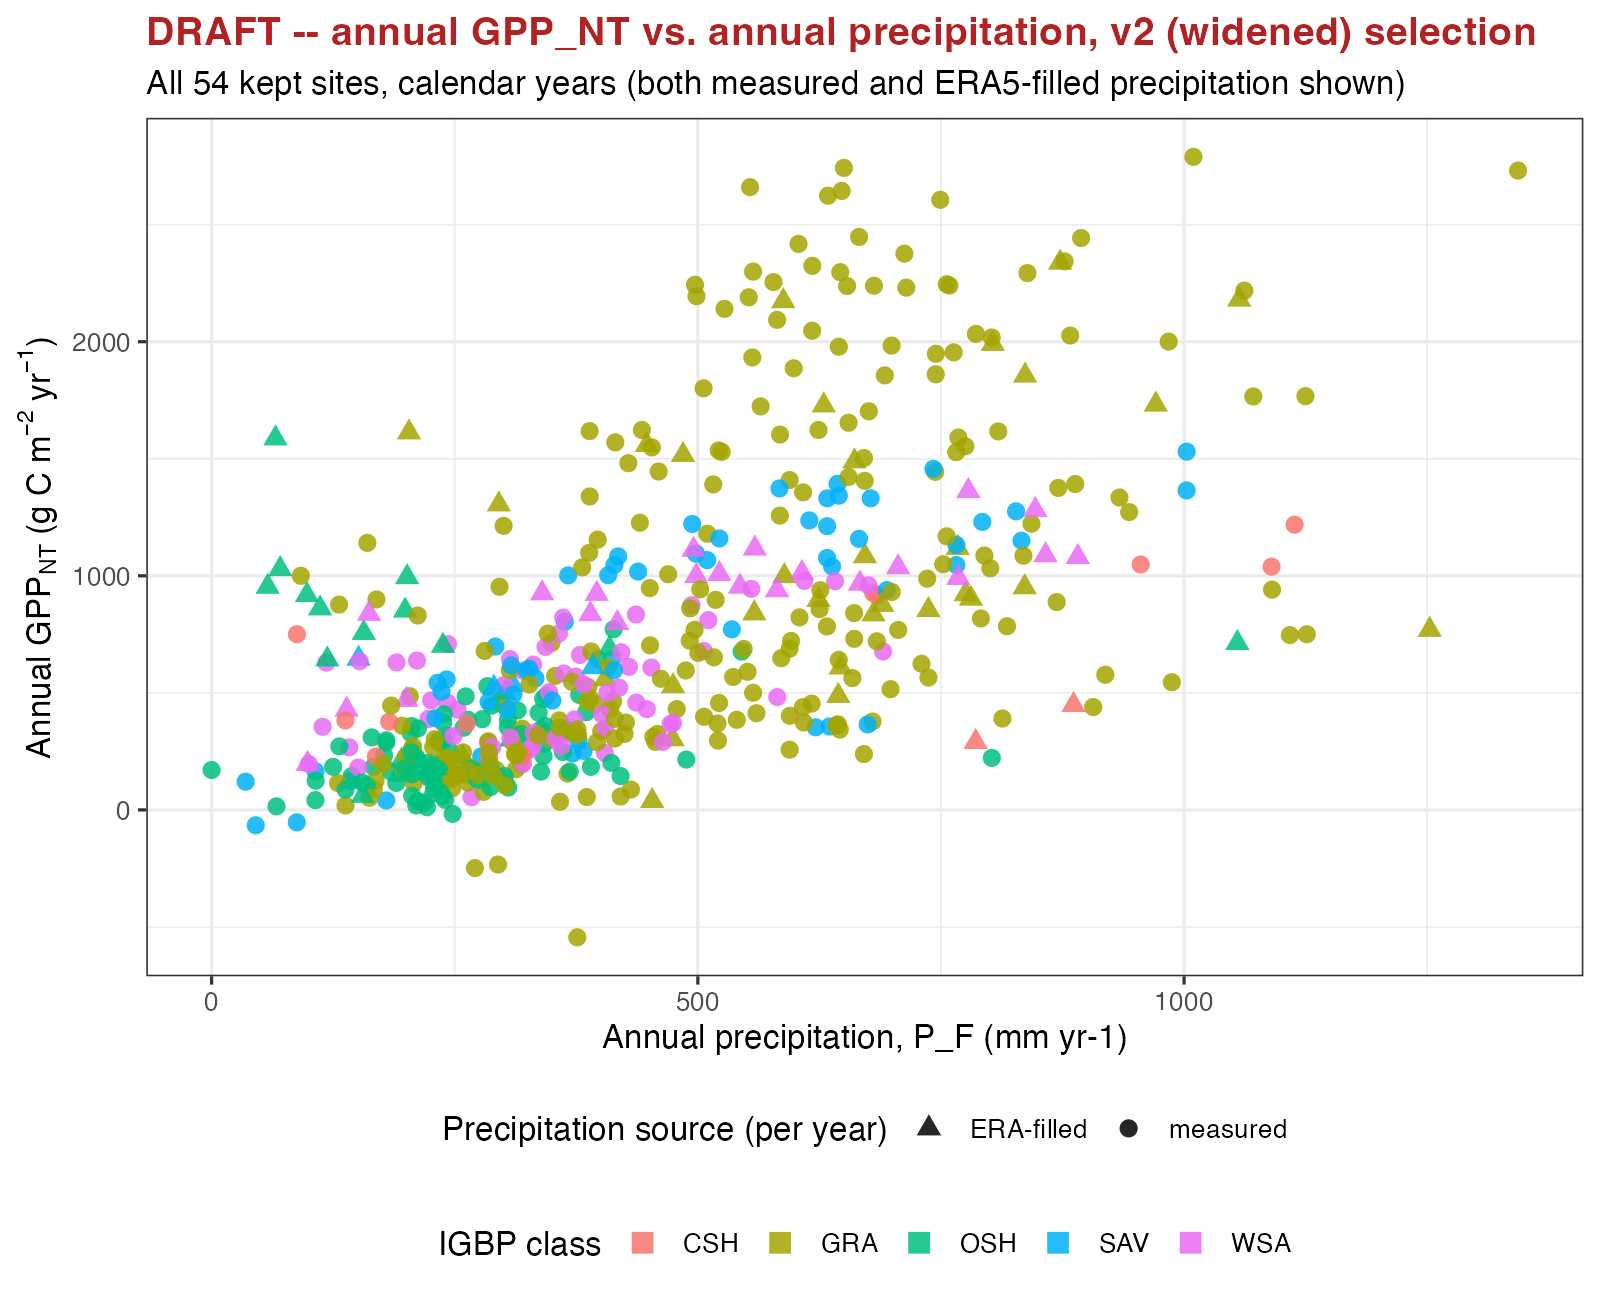 DRAFT -- annual GPP_NT vs. annual precipitation, v2 (widened) selection
All 54 kept sites, calendar years (both measured and ERA5-filled precipitation shown)
Annual GPP_NT (g C m⁻² yr⁻¹)
2000
1000
0
0 500 1000
Annual precipitation, P_F (mm yr-1)
Precipitation source (per year) ERA-filled measured
IGBP class CSH GRA OSH SAV WSA